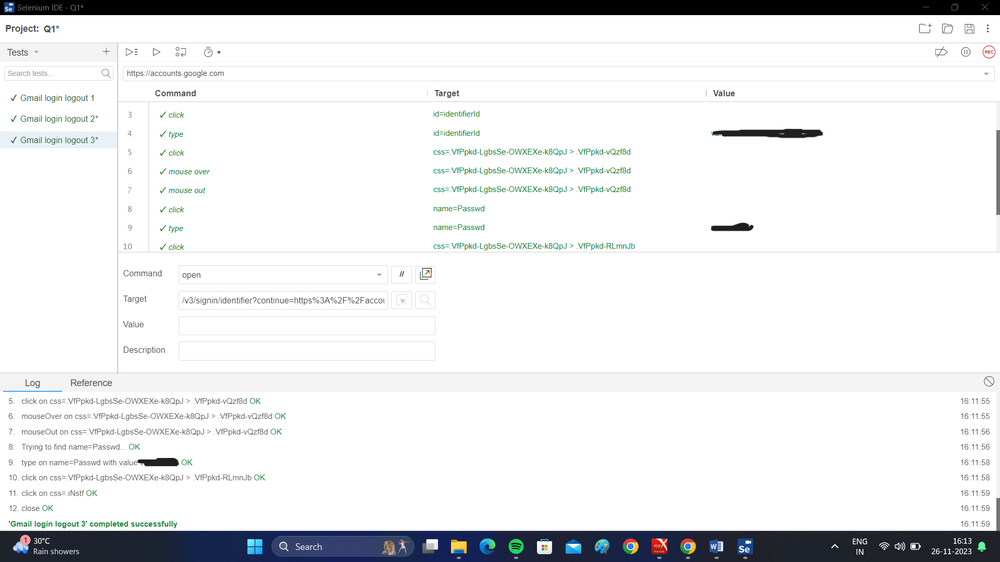 Selenium IDE - Q1*
Project: Q1*
Tests
Search tests...
✓ Gmail login logout 1
✓ Gmail login logout 2*
✓ Gmail login logout 3*
REC
https://accounts.google.com
Command Target Value
3 ✓ click id=identifierId
4 ✓ type id=identifierId
5 ✓ click css=.VfPpkd-LgbsSe-OWXEXe-k8QpJ > .VfPpkd-vQzf8d
6 ✓ mouse over css=.VfPpkd-LgbsSe-OWXEXe-k8QpJ > .VfPpkd-vQzf8d
7 ✓ mouse out css=.VfPpkd-LgbsSe-OWXEXe-k8QpJ > .VfPpkd-vQzf8d
8 ✓ click name=Passwd
9 ✓ type name=Passwd
10 ✓ click css=.VfPpkd-LgbsSe-OWXEXe-k8QpJ > .VfPpkd-RLmnJb
Command open //
Target /v3/signin/identifier?continue=https%3A%2F%2Faccou
Value
Description
Log Reference
5. click on css=.VfPpkd-LgbsSe-OWXEXe-k8QpJ > .VfPpkd-vQzf8d OK 16:11:55
6. mouseOver on css=.VfPpkd-LgbsSe-OWXEXe-k8QpJ > .VfPpkd-vQzf8d OK 16:11:55
7. mouseOut on css=.VfPpkd-LgbsSe-OWXEXe-k8QpJ > .VfPpkd-vQzf8d OK 16:11:56
8. Trying to find name=Passwd... OK 16:11:56
9. type on name=Passwd with value OK 16:11:58
10. click on css=.VfPpkd-LgbsSe-OWXEXe-k8QpJ > .VfPpkd-RLmnJb OK 16:11:58
11. click on css=.iNstf OK 16:11:59
12. close OK 16:11:59
'Gmail login logout 3' completed successfully 16:11:59
1 30°C
Rain showers
Search
ENG
IN
16:13
26-11-2023